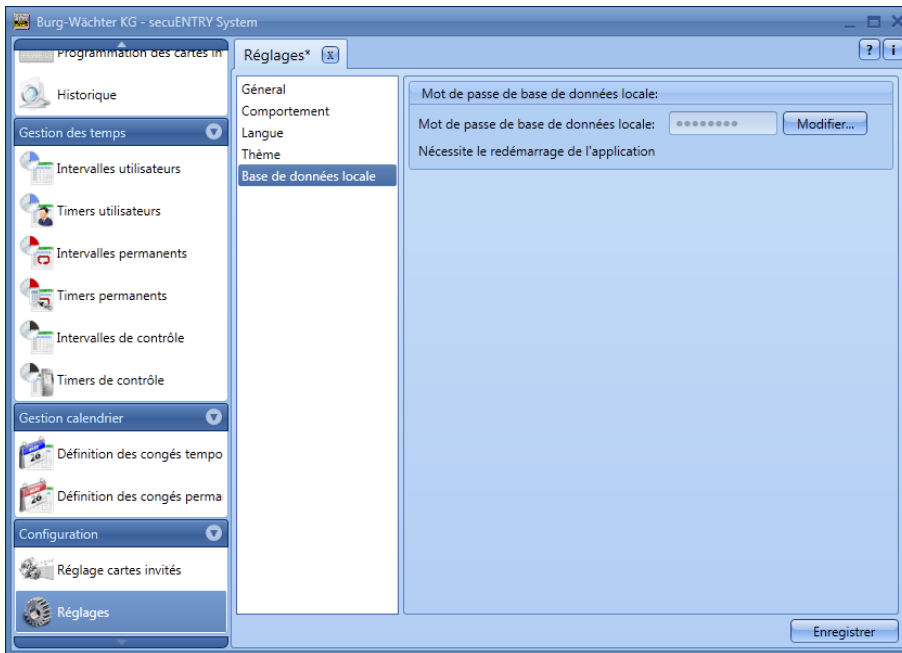 Burg-Wächter KG - secuENTRY System
Programmation des cartes in
Historique
Gestion des temps
Intervalles utilisateurs
Timers utilisateurs
Intervalles permanents
Timers permanents
Intervalles de contrôle
Timers de contrôle
Gestion calendrier
Définition des congés tempo
Définition des congés perma
Configuration
Réglage cartes invités
Réglages
Réglages* x
? i
Géneral
Comportement
Langue
Thème
Base de données locale
Mot de passe de base de données locale:
Mot de passe de base de données locale: ●●●●●●●● Modifier...
Nécessite le redémarrage de l'application
Enregistrer